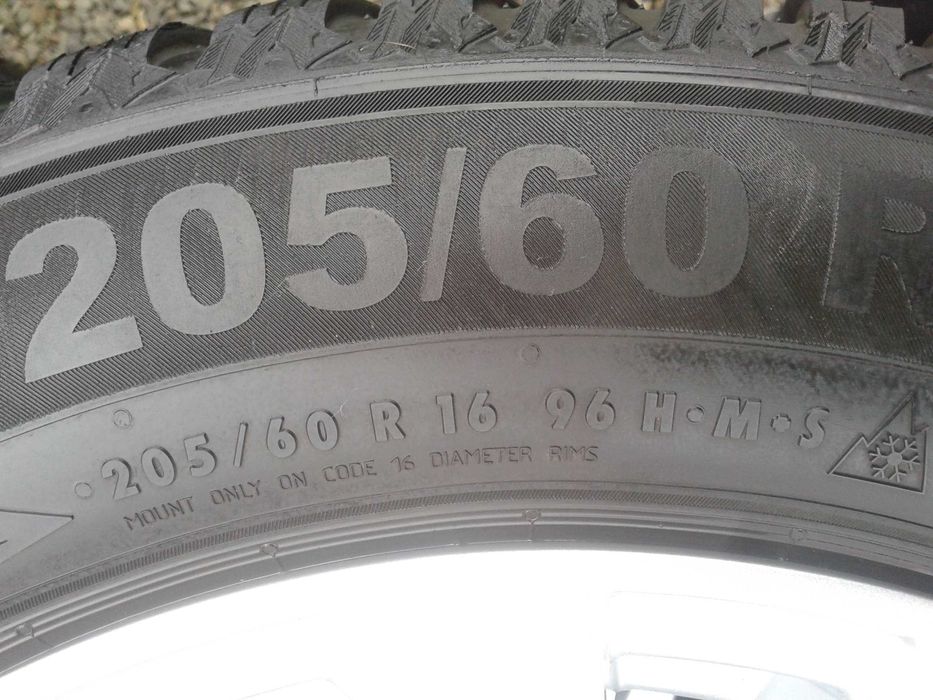 205/60 R
205/60 R 16 96 H•M+S
MOUNT ONLY ON CODE 16 DIAMETER RIMS